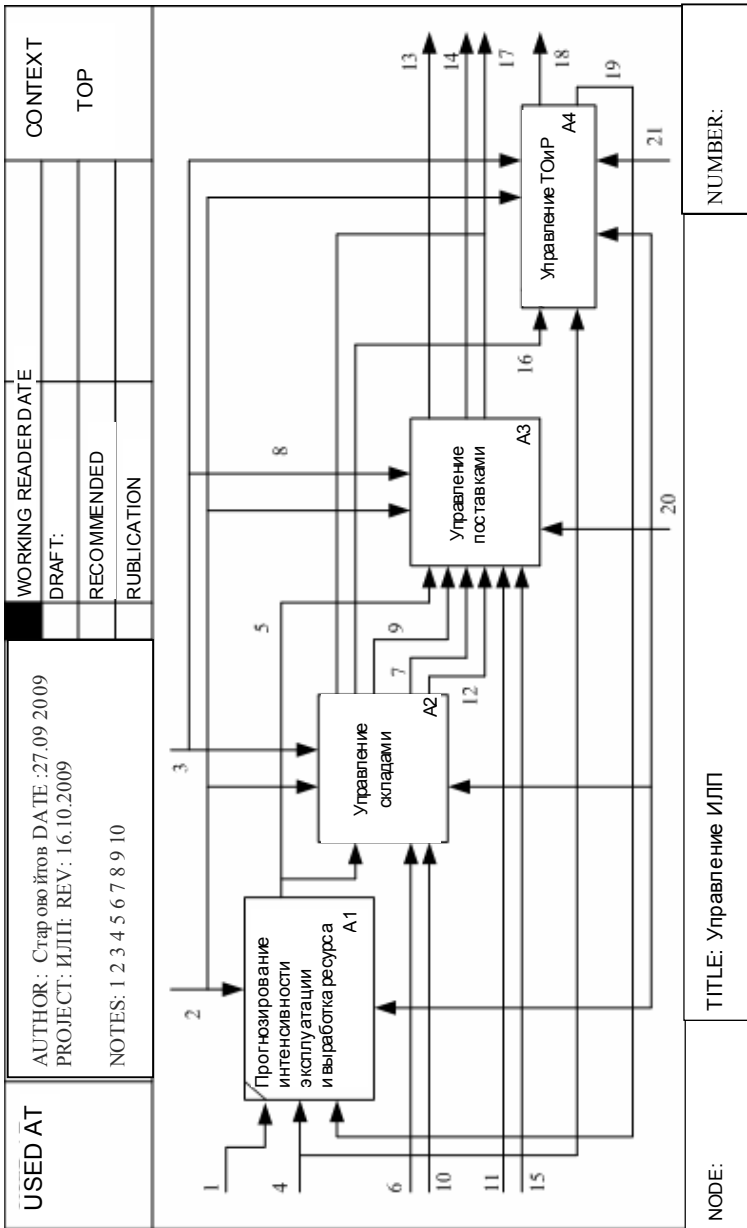 USED AT
AUTHOR: Старовойтов DATE :27.09 2009
PROJECT: ИЛП: REV: 16.10.2009
NOTES: 1 2 3 4 5 6 7 8 9 10
WORKING READER DATE
DRAFT:
RECOMMENDED
RUBLICATION
CONTEXT
TOP
1
2
3
4
5
6
7
8
9
10
11
12
13
14
15
16
17
18
19
20
21
Прогнозирование
интенсивности
эксплуатации
и выработка ресурса
A1
Управление
складами
A2
Управление
поставками
A3
Управление ТОиР
A4
NODE:
TITLE: Управление ИЛП
NUMBER: